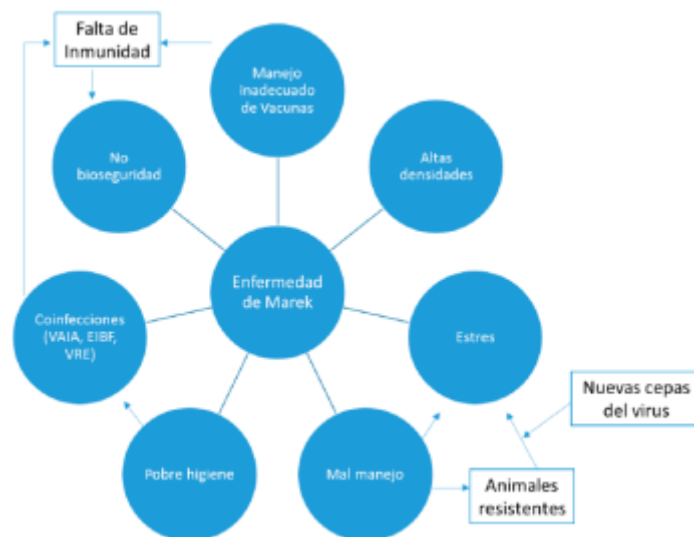 Falta de
Inmunidad
Manejo
inadecuado
de Vacunas
No
bioseguridad
Altas
densidades
Enfermedad
de Marek
Coinfecciones
(VAIA, EIBF,
VRE)
Estres
Nuevas cepas
del virus
Pobre higiene
Mal manejo
Animales
resistentes